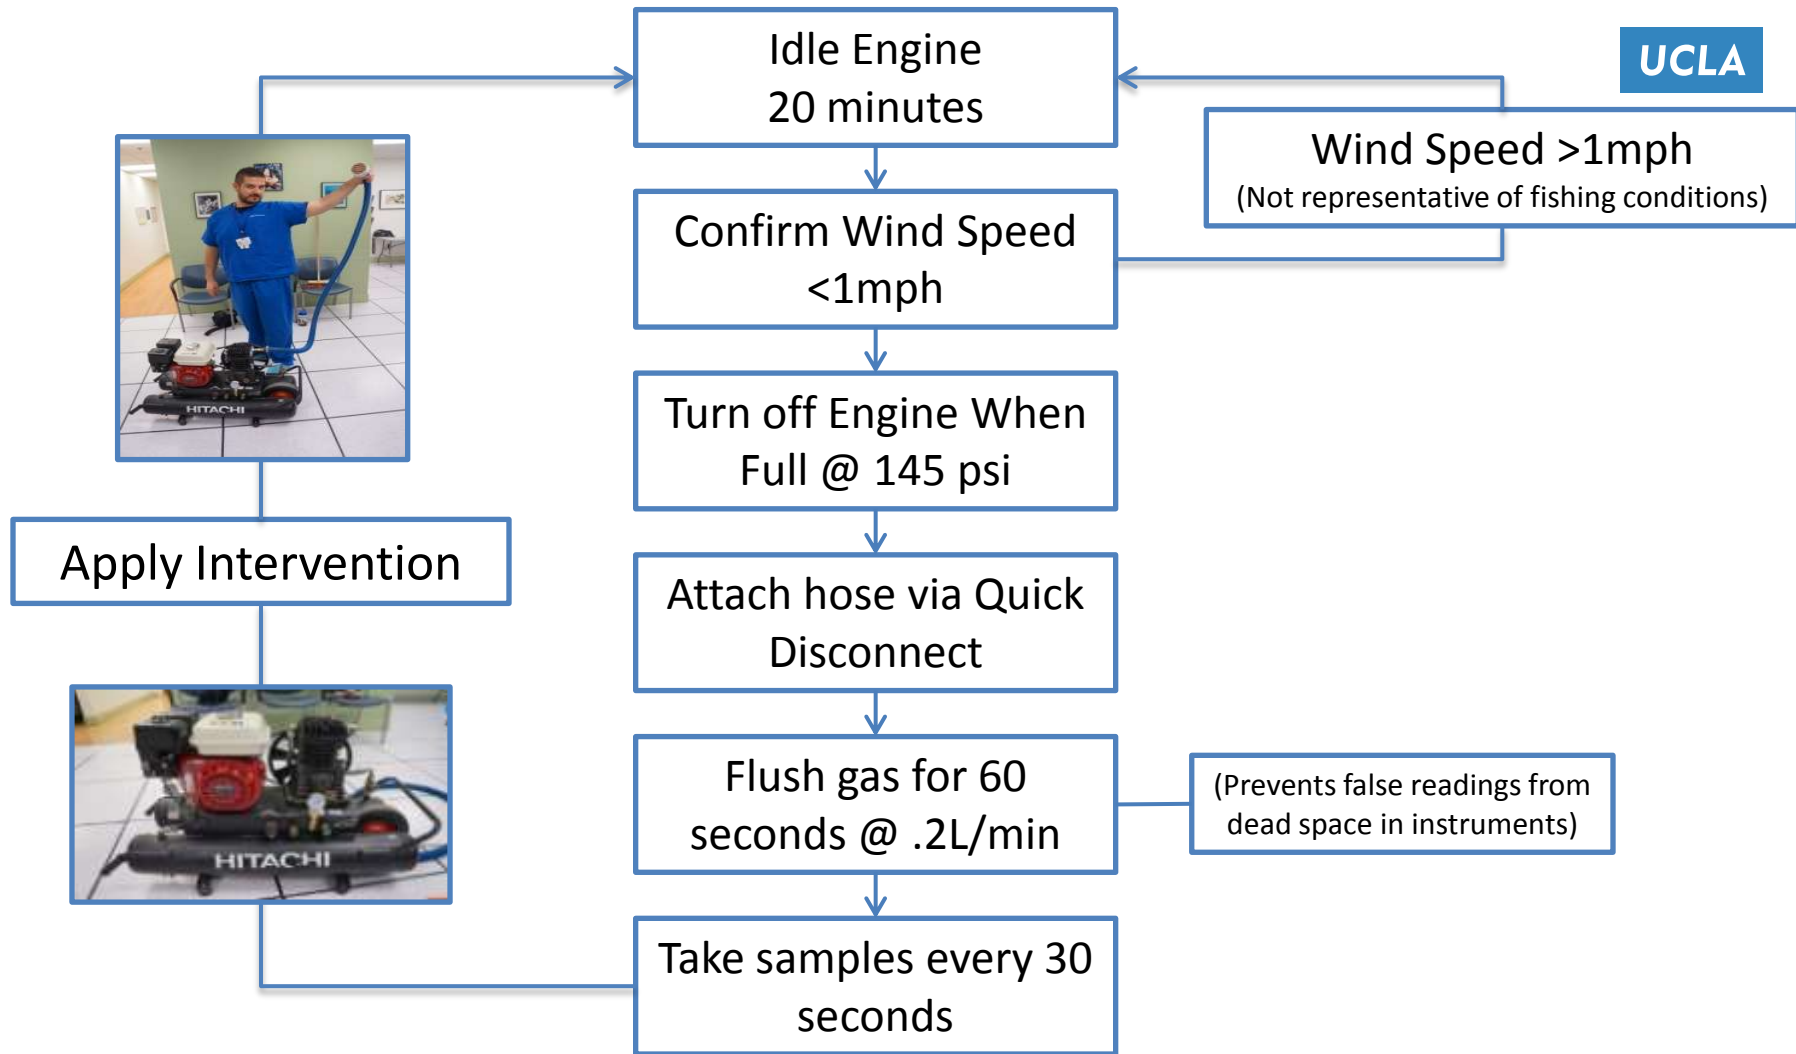 Idle Engine
20 minutes
UCLA
Wind Speed >1mph
(Not representative of fishing conditions)
Confirm Wind Speed
<1mph
Turn off Engine When
Full @ 145 psi
HITACHI
Apply Intervention
Attach hose via Quick
Disconnect
Flush gas for 60
seconds @ .2L/min
(Prevents false readings from
dead space in instruments)
HITACHI
Take samples every 30
seconds